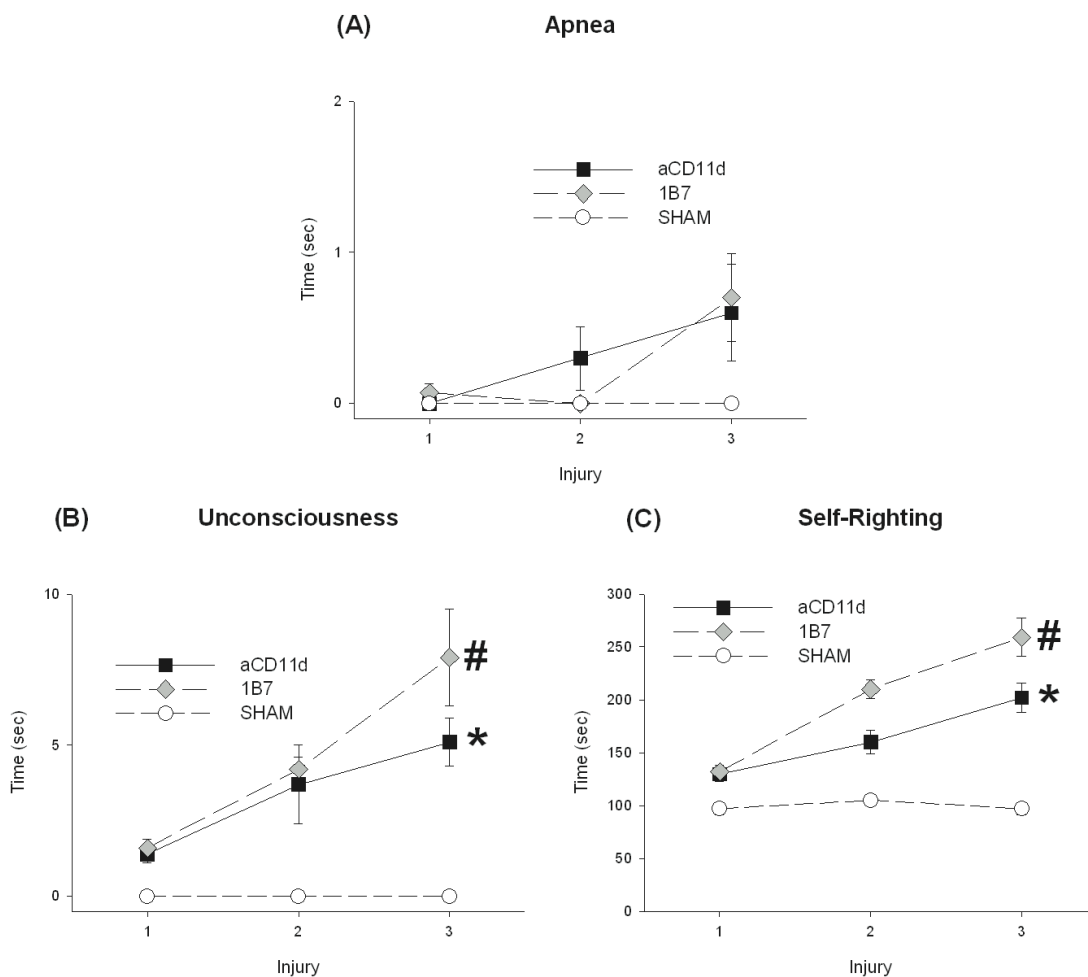 (A) Apnea
2
1
0
Time (sec)
aCD11d
1B7
SHAM
1 2 3
Injury
(B) Unconsciousness
10
5
0
Time (sec)
aCD11d
1B7
SHAM
#
*
1 2 3
Injury
(C) Self-Righting
300
250
200
150
100
50
0
Time (sec)
aCD11d
1B7
SHAM
#
*
1 2 3
Injury